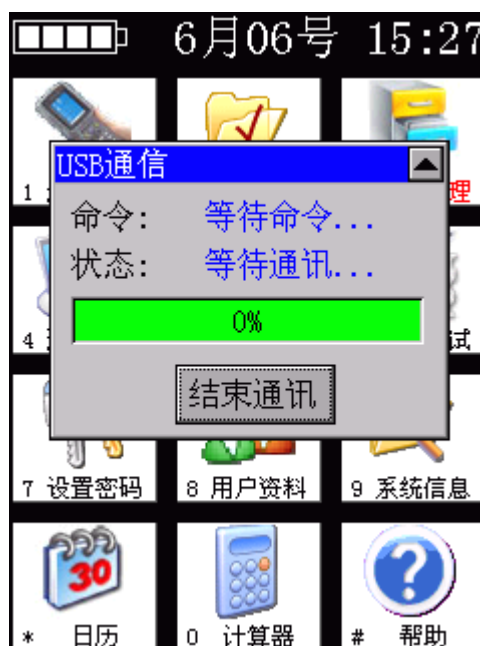 6月06号 15:27
USB通信
1 理
命令: 等待命令...
状态: 等待通讯...
0%
4 试
结束通讯
7 设置密码 8 用户资料 9 系统信息
* 日历 0 计算器 # 帮助